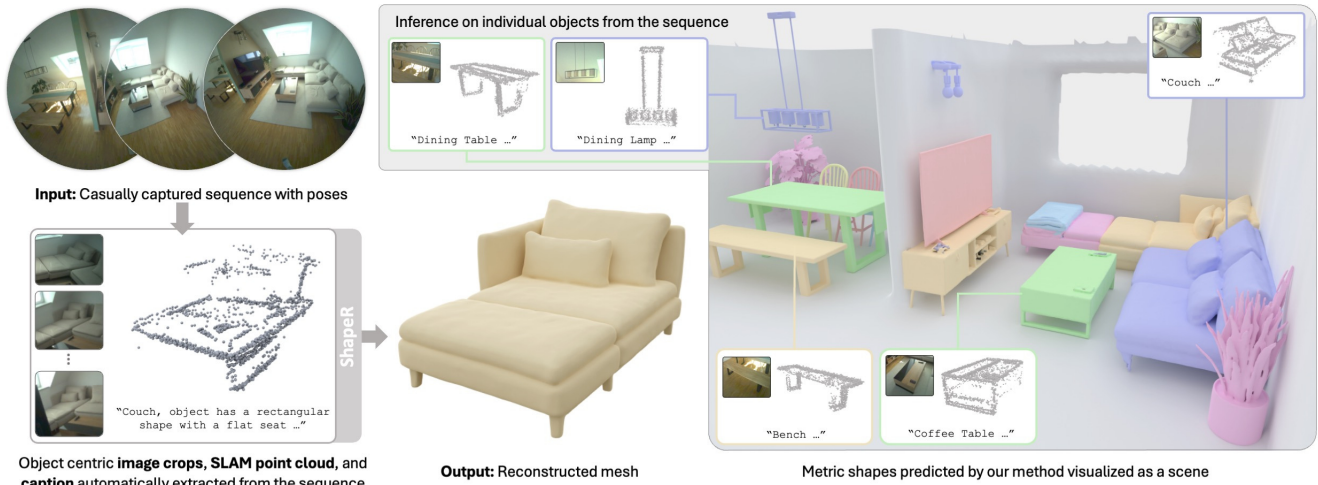 Inference on individual objects from the sequence
"Dining Table …"
"Dining Lamp …"
"Couch …"
Input: Casually captured sequence with poses
ShapeR
"Couch, object has a rectangular
shape with a flat seat …"
"Bench …"
"Coffee Table …"
Object centric image crops, SLAM point cloud, and
caption automatically extracted from the sequence
Output: Reconstructed mesh
Metric shapes predicted by our method visualized as a scene